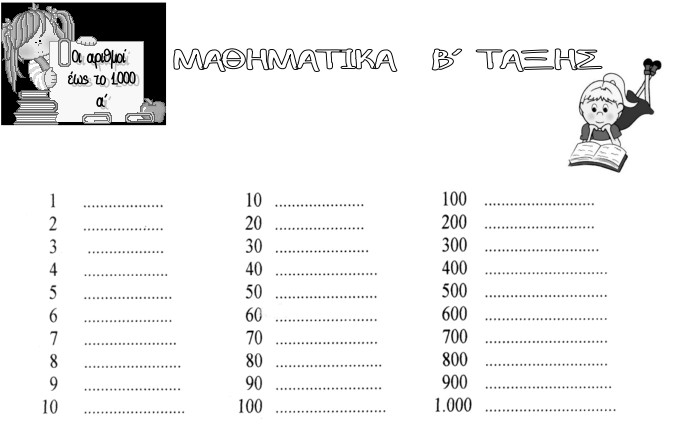 Οι αριθμοί
έως το 1.000
α΄
ΜΑΘΗΜΑΤΙΚΑ Β΄ ΤΑΞΗΣ
1 ..................... 10 ....................... 100 ............................
2 ..................... 20 ....................... 200 ............................
3 .................... 30 ........................ 300 .............................
4 ...................... 40 .......................... 400 ...............................
5 ....................... 50 .......................... 500 ...............................
6 ....................... 60 .......................... 600 ...............................
7 ........................ 70 .......................... 700 ...............................
8 ......................... 80 ........................... 800 ...............................
9 ......................... 90 ........................... 900 ................................
10 .......................... 100 ............................ 1.000 .................................